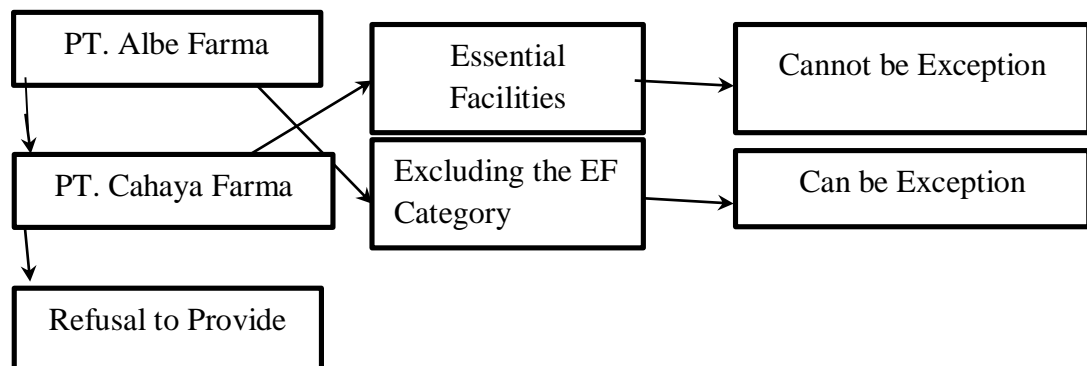 PT. Albe Farma
Essential
Facilities
Cannot be Exception
PT. Cahaya Farma
Excluding the EF
Category
Can be Exception
Refusal to Provide